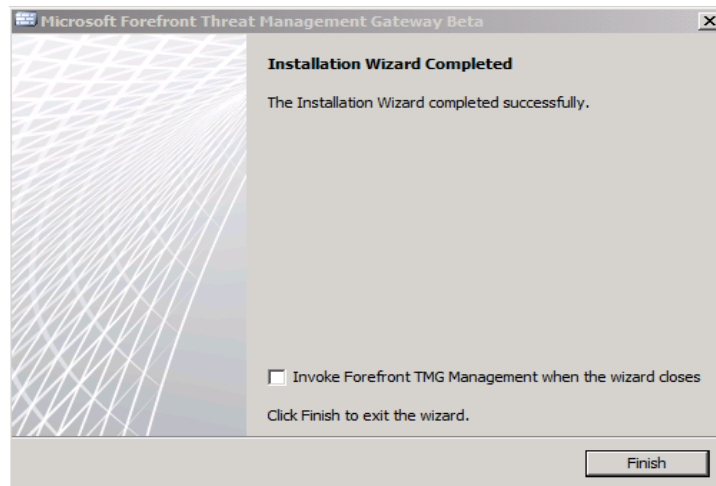 Microsoft Forefront Threat Management Gateway Beta
Installation Wizard Completed
The Installation Wizard completed successfully.
Invoke Forefront TMG Management when the wizard closes
Click Finish to exit the wizard.
Finish